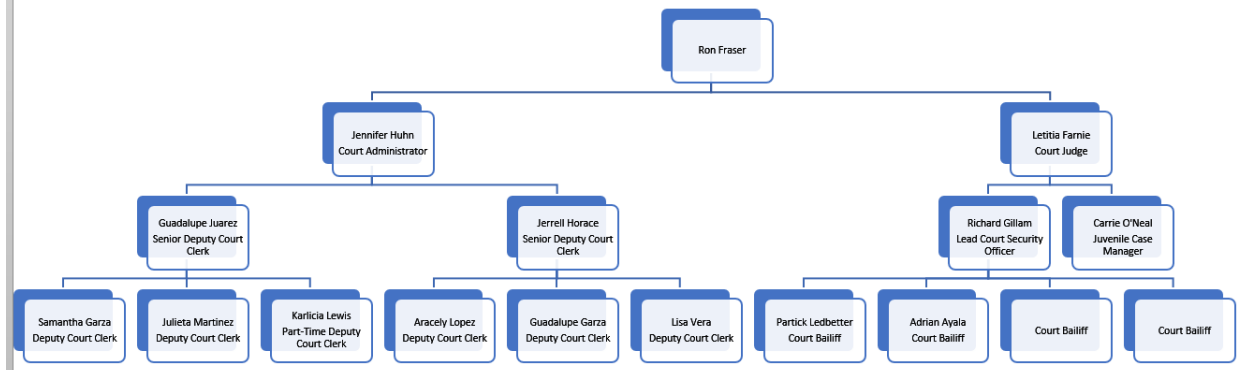 Ron Fraser
Jennifer Huhn
Court Administrator
Letitia Farnie
Court Judge
Guadalupe Juarez
Senior Deputy Court
Clerk
Jerrell Horace
Senior Deputy Court
Clerk
Richard Gillam
Lead Court Security
Officer
Carrie O'Neal
Juvenile Case
Manager
Samantha Garza
Deputy Court Clerk
Julieta Martinez
Deputy Court Clerk
Karlicia Lewis
Part-Time Deputy
Court Clerk
Aracely Lopez
Deputy Court Clerk
Guadalupe Garza
Deputy Court Clerk
Lisa Vera
Deputy Court Clerk
Partick Ledbetter
Court Bailiff
Adrian Ayala
Court Bailiff
Court Bailiff
Court Bailiff